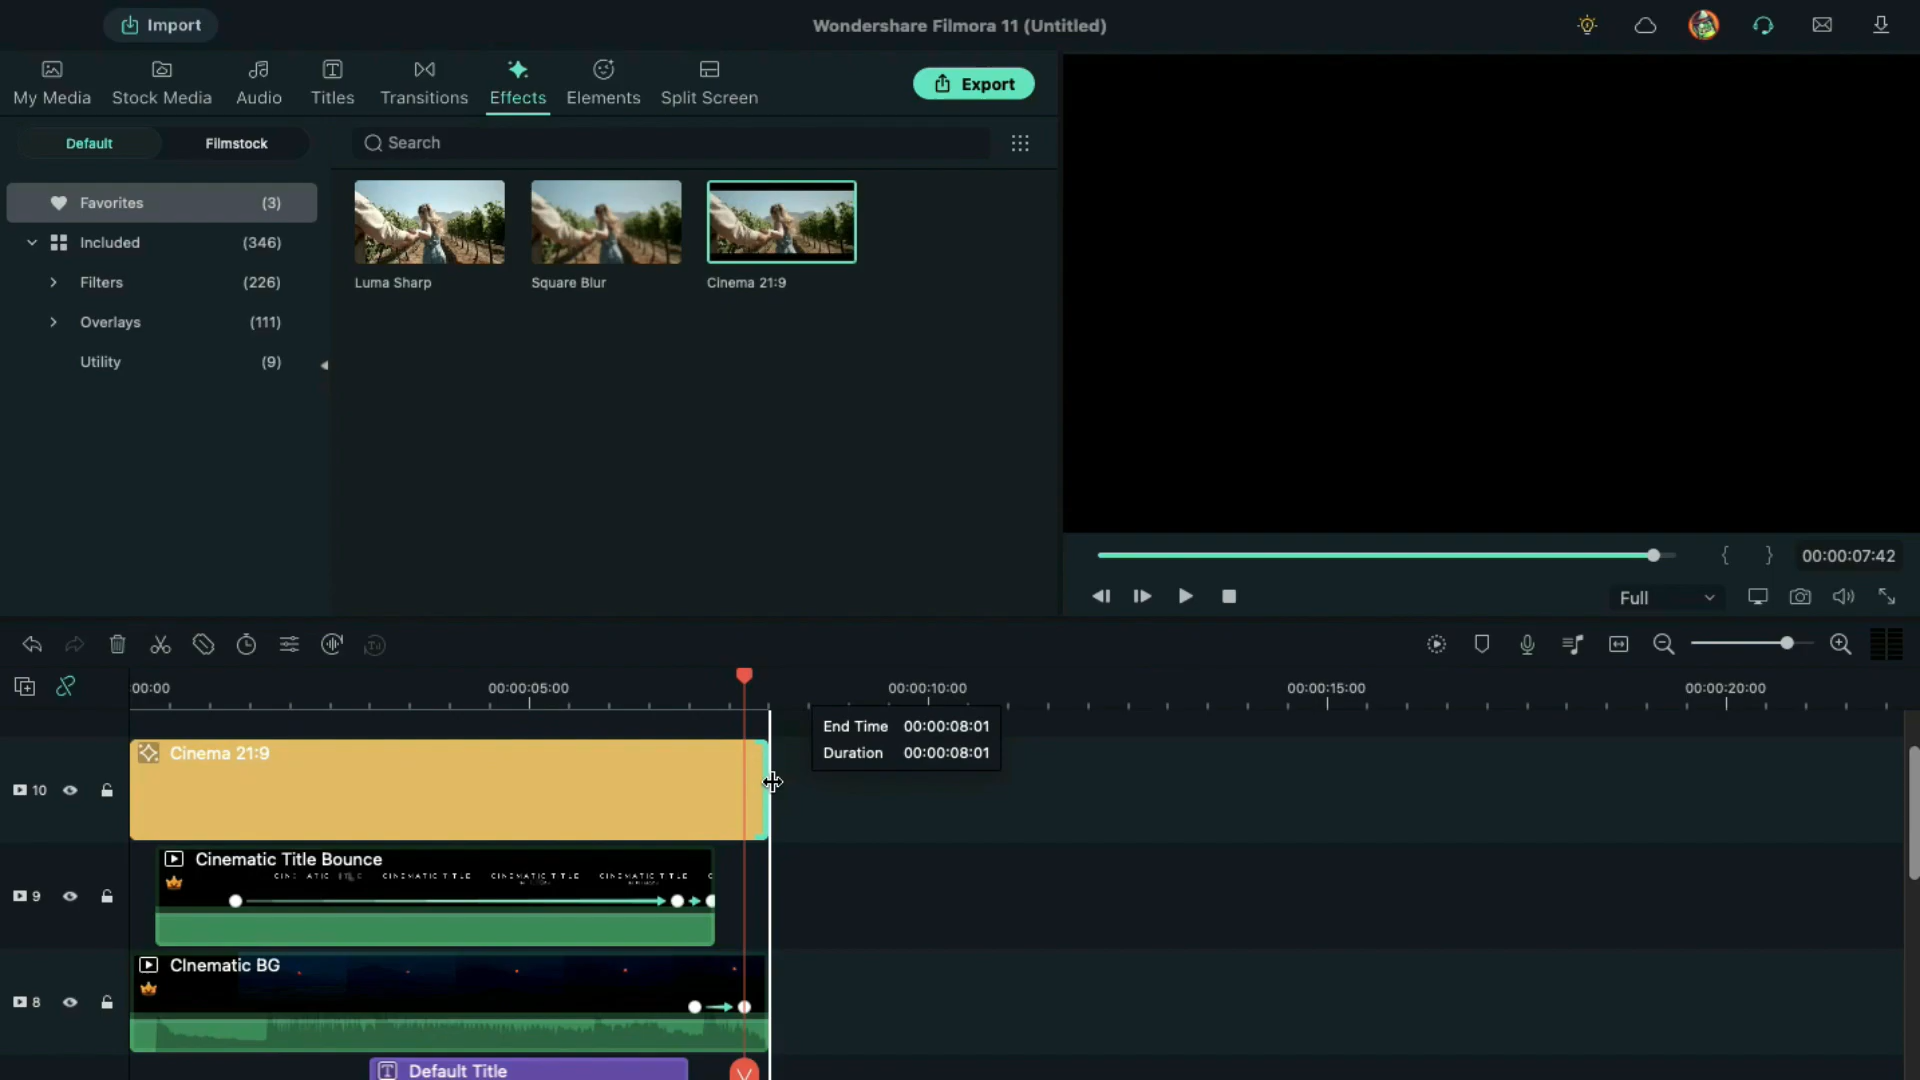 Import
Wondershare Filmora 11 (Untitled)
My Media
Stock Media
Audio
Titles
Transitions
Effects
Elements
Split Screen
Export
Default
Filmstock
Search
Favorites (3)
Included (346)
Filters (226)
Overlays (111)
Utility (9)
Luma Sharp
Square Blur
Cinema 21:9
00:00:07:42
Full
:00:00
00:00:05:00
00:00:10:00
00:00:15:00
00:00:20:00
End Time 00:00:08:01
Duration 00:00:08:01
Cinema 21:9
10
Cinematic Title Bounce
CINEMATIC TITLE CINEMATIC TITLE CINEMATIC TITLE
9
CInematic BG
8
Default Title